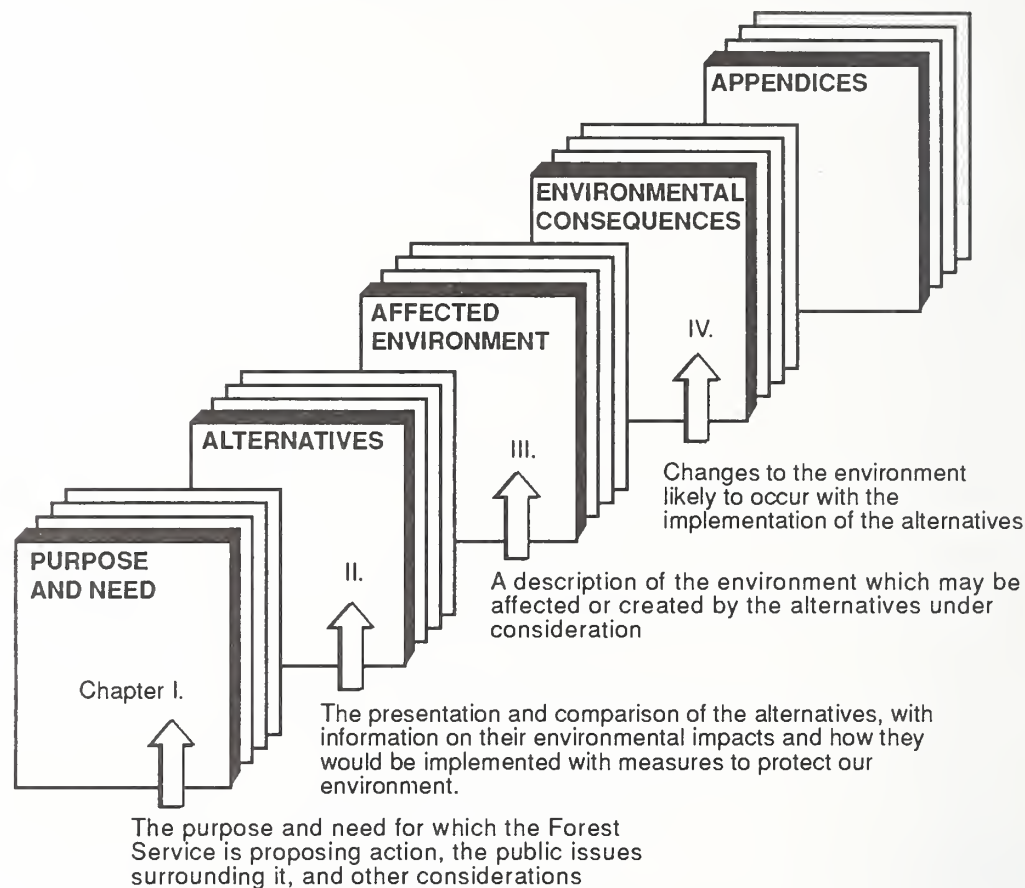 PURPOSE
AND NEED
Chapter I.
The purpose and need for which the Forest
Service is proposing action, the public issues
surrounding it, and other considerations
ALTERNATIVES
II.
The presentation and comparison of the alternatives, with
information on their environmental impacts and how they
would be implemented with measures to protect our
environment.
AFFECTED
ENVIRONMENT
III.
A description of the environment which may be
affected or created by the alternatives under
consideration
ENVIRONMENTAL
CONSEQUENCES
IV.
Changes to the environment
likely to occur with the
implementation of the alternatives
APPENDICES